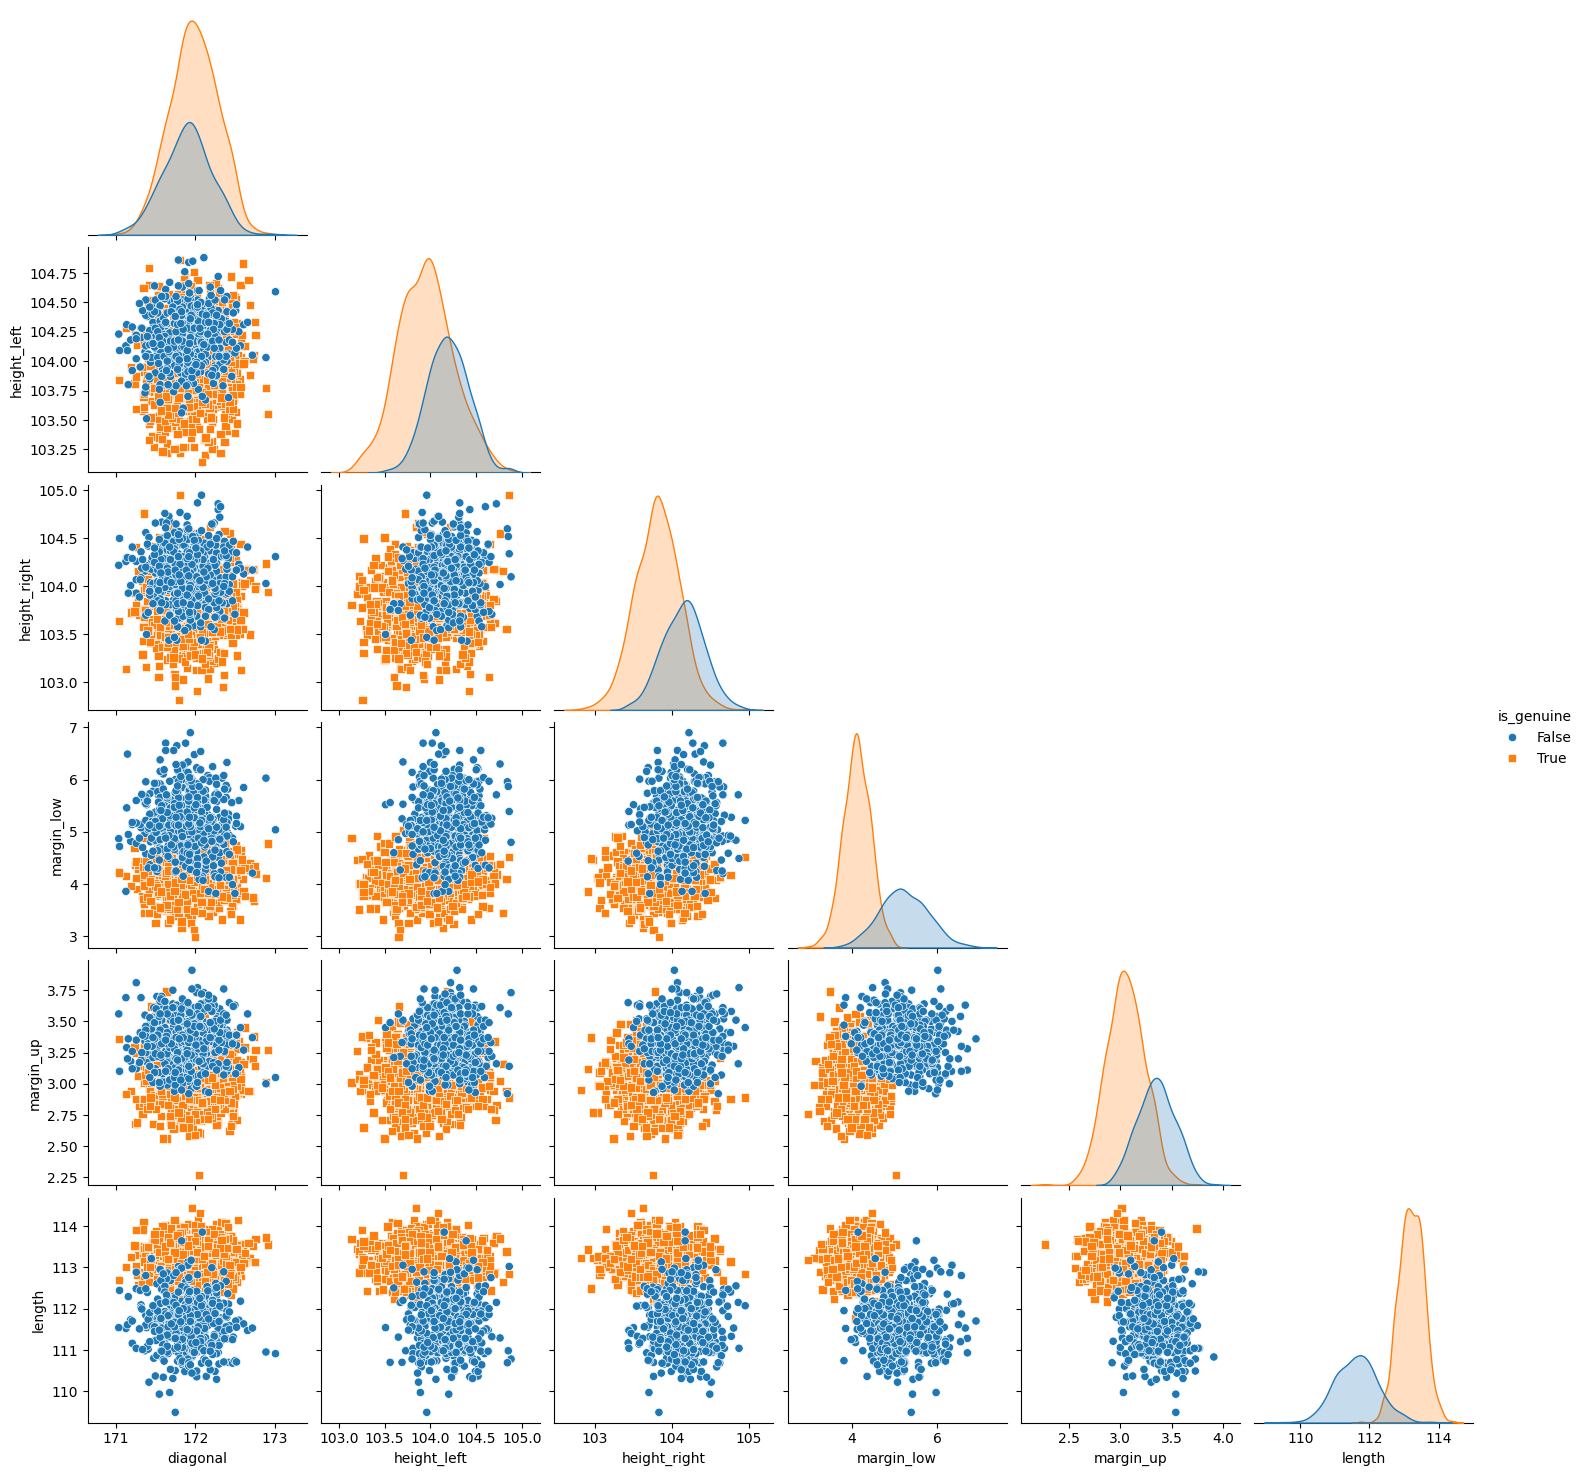 height_left
104.75
104.50
104.25
104.00
103.75
103.50
103.25
height_right
105.0
104.5
104.0
103.5
103.0
margin_low
7
6
5
4
3
is_genuine
False
True
margin_up
3.75
3.50
3.25
3.00
2.75
2.50
2.25
length
114
113
112
111
110
171 172 173 103.0 103.5 104.0 104.5 105.0 103 104 105 4 6 2.5 3.0 3.5 4.0 110 112 114
diagonal height_left height_right margin_low margin_up length